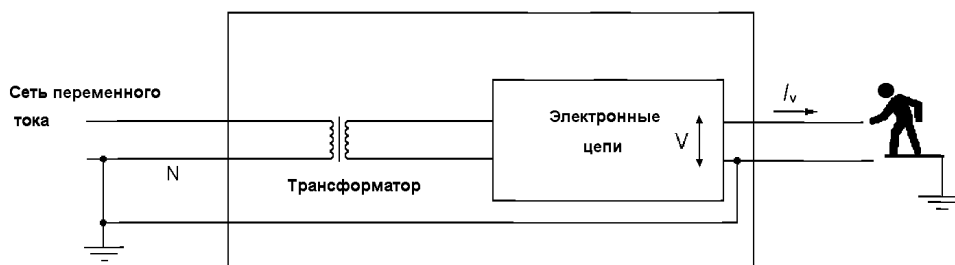 Сеть переменного
тока
N
Трансформатор
Электронные
цепи
V
Iv